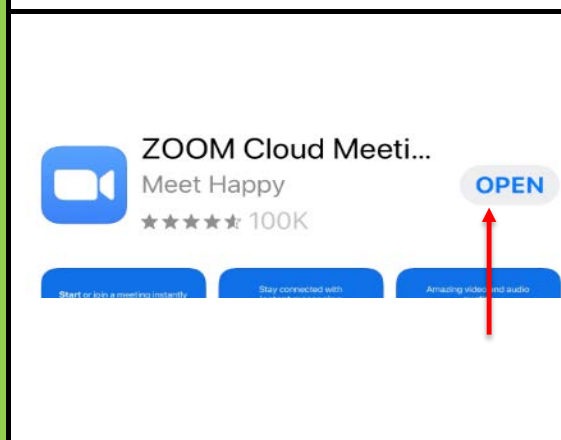 ZOOM Cloud Meeti...
Meet Happy
OPEN
100K
Start or join a meeting instantly
Stay connected with
Amazing video and audio